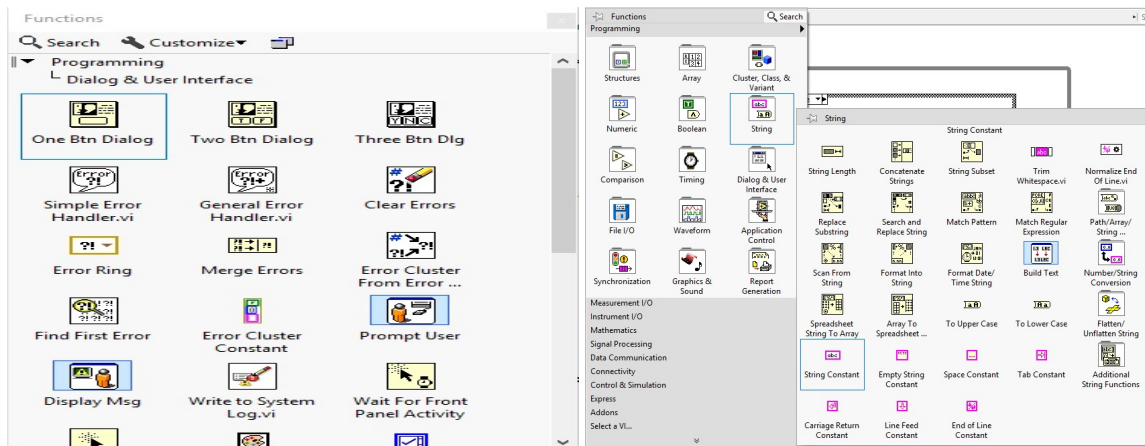 Functions
Search Customize
Programming
Dialog & User Interface
One Btn Dialog Two Btn Dialog Three Btn Dlg
Simple Error Handler.vi General Error Handler.vi Clear Errors
Error Ring Merge Errors Error Cluster From Error ...
Find First Error Error Cluster Constant Prompt User
Display Msg Write to System Log.vi Wait For Front Panel Activity
Functions Search
Programming
Structures Array Cluster, Class, & Variant
Numeric Boolean String
Comparison Timing Dialog & User Interface
File I/O Waveform Application Control
Synchronization Graphics & Sound Report Generation
Measurement I/O
Instrument I/O
Mathematics
Signal Processing
Data Communication
Connectivity
Control & Simulation
Express
Addons
Select a VI...
String
String Constant
String Length Concatenate Strings String Subset Trim Whitespace.vi Normalize End Of Line.vi
Replace Substring Search and Replace String Match Pattern Match Regular Expression Path/Array/String ...
Scan From String Format Into String Format Date/Time String Build Text Number/String Conversion
Spreadsheet String To Array Array To Spreadsheet ... To Upper Case To Lower Case Flatten/Unflatten String
String Constant Empty String Constant Space Constant Tab Constant Additional String Functions
Carriage Return Constant Line Feed Constant End of Line Constant